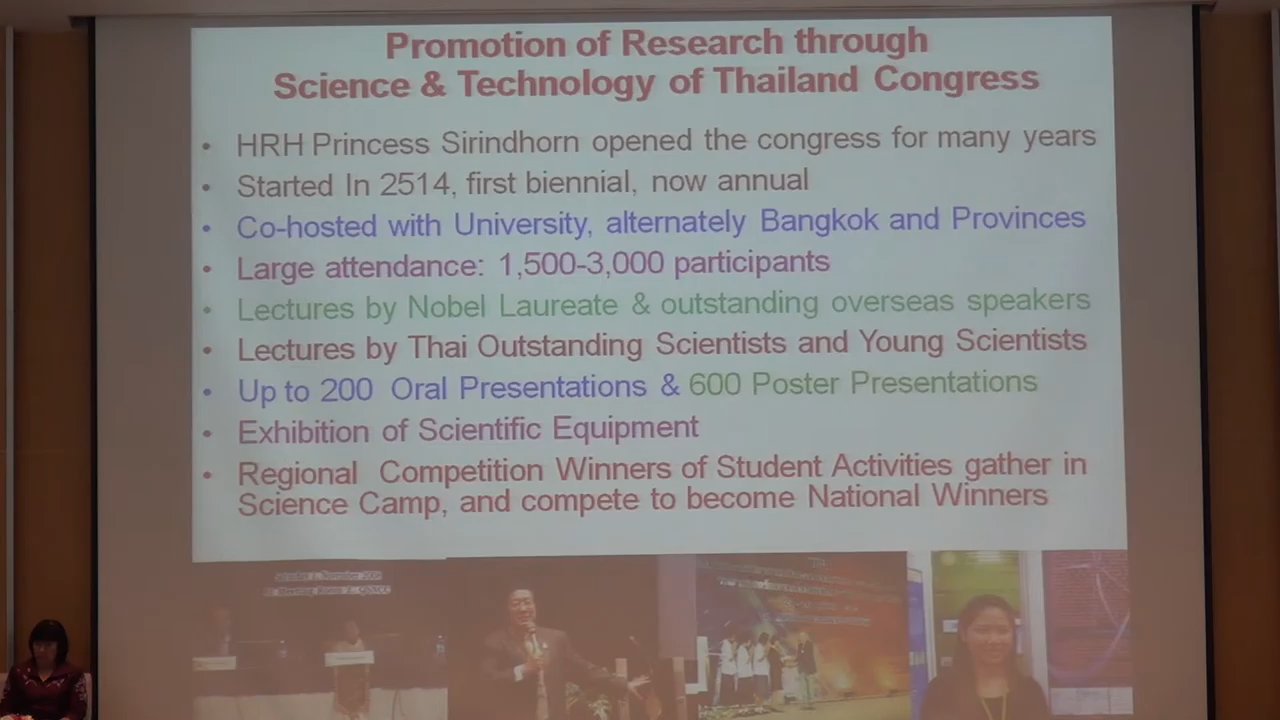 Promotion of Research through
Science & Technology of Thailand Congress
• HRH Princess Sirindhorn opened the congress for many years
• Started In 2514, first biennial, now annual
• Co-hosted with University, alternately Bangkok and Provinces
• Large attendance: 1,500-3,000 participants
• Lectures by Nobel Laureate & outstanding overseas speakers
• Lectures by Thai Outstanding Scientists and Young Scientists
• Up to 200 Oral Presentations & 600 Poster Presentations
• Exhibition of Scientific Equipment
• Regional Competition Winners of Student Activities gather in
Science Camp, and compete to become National Winners